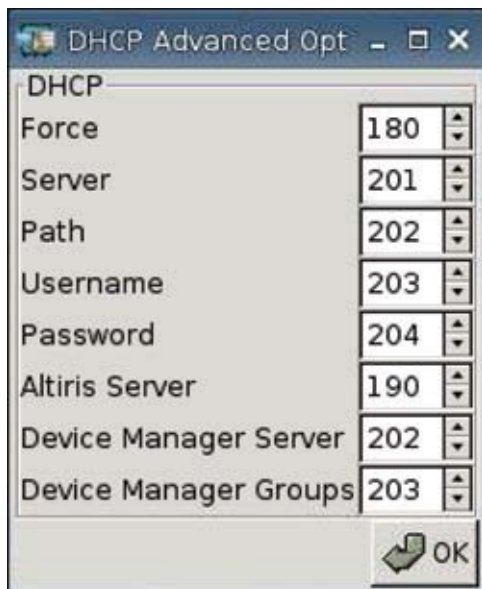 DHCP Advanced Opt
DHCP
Force 180
Server 201
Path 202
Username 203
Password 204
Altiris Server 190
Device Manager Server 202
Device Manager Groups 203
OK